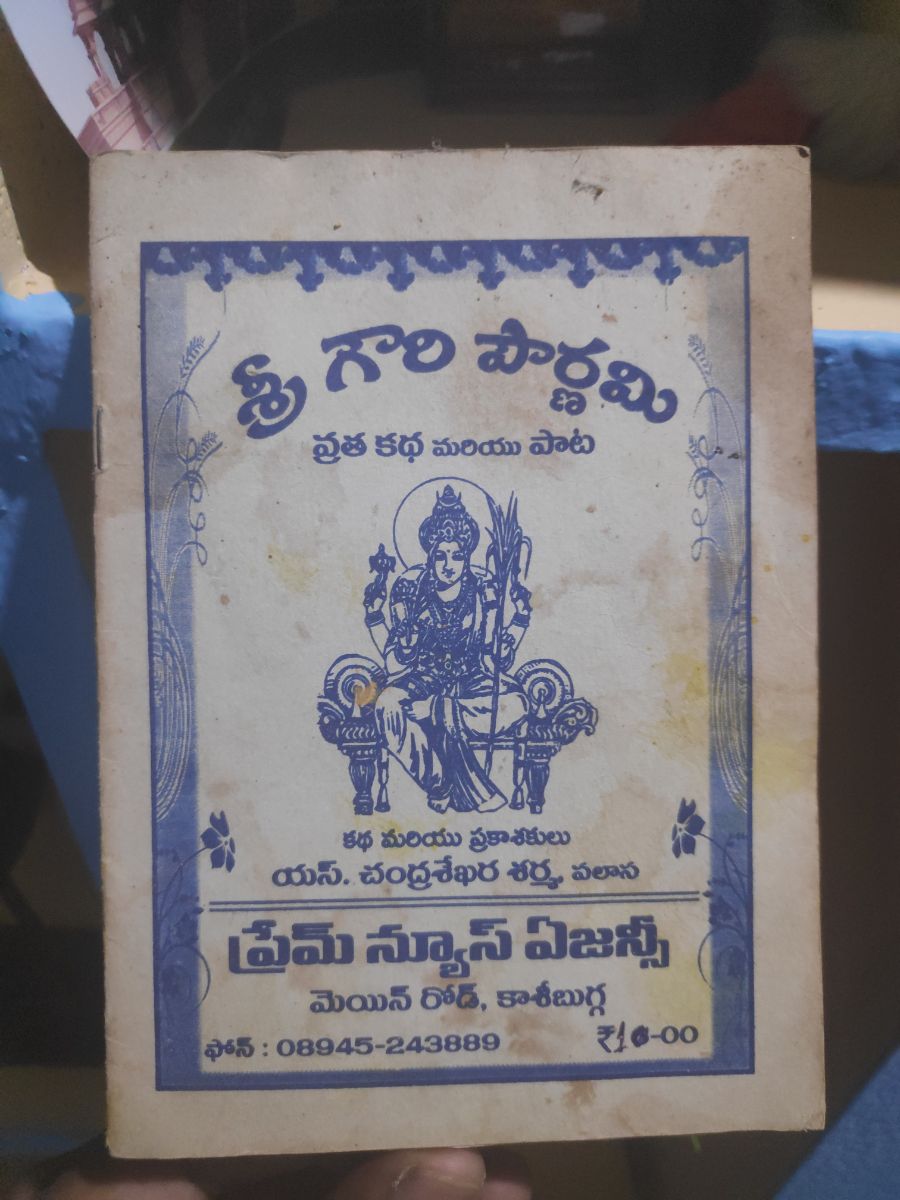 శ్రీ గౌరి పౌర్ణమి
వ్రత కథ మరియు పాట
కథ మరియు ప్రకాశకులు
యస్. చంద్రశేఖర శర్మ, పలాస
ప్రేమ్ న్యూస్ ఏజన్సీ
మెయిన్ రోడ్, కాశీబుగ్గ
ఫోన్ : 08945-243889
₹10-00